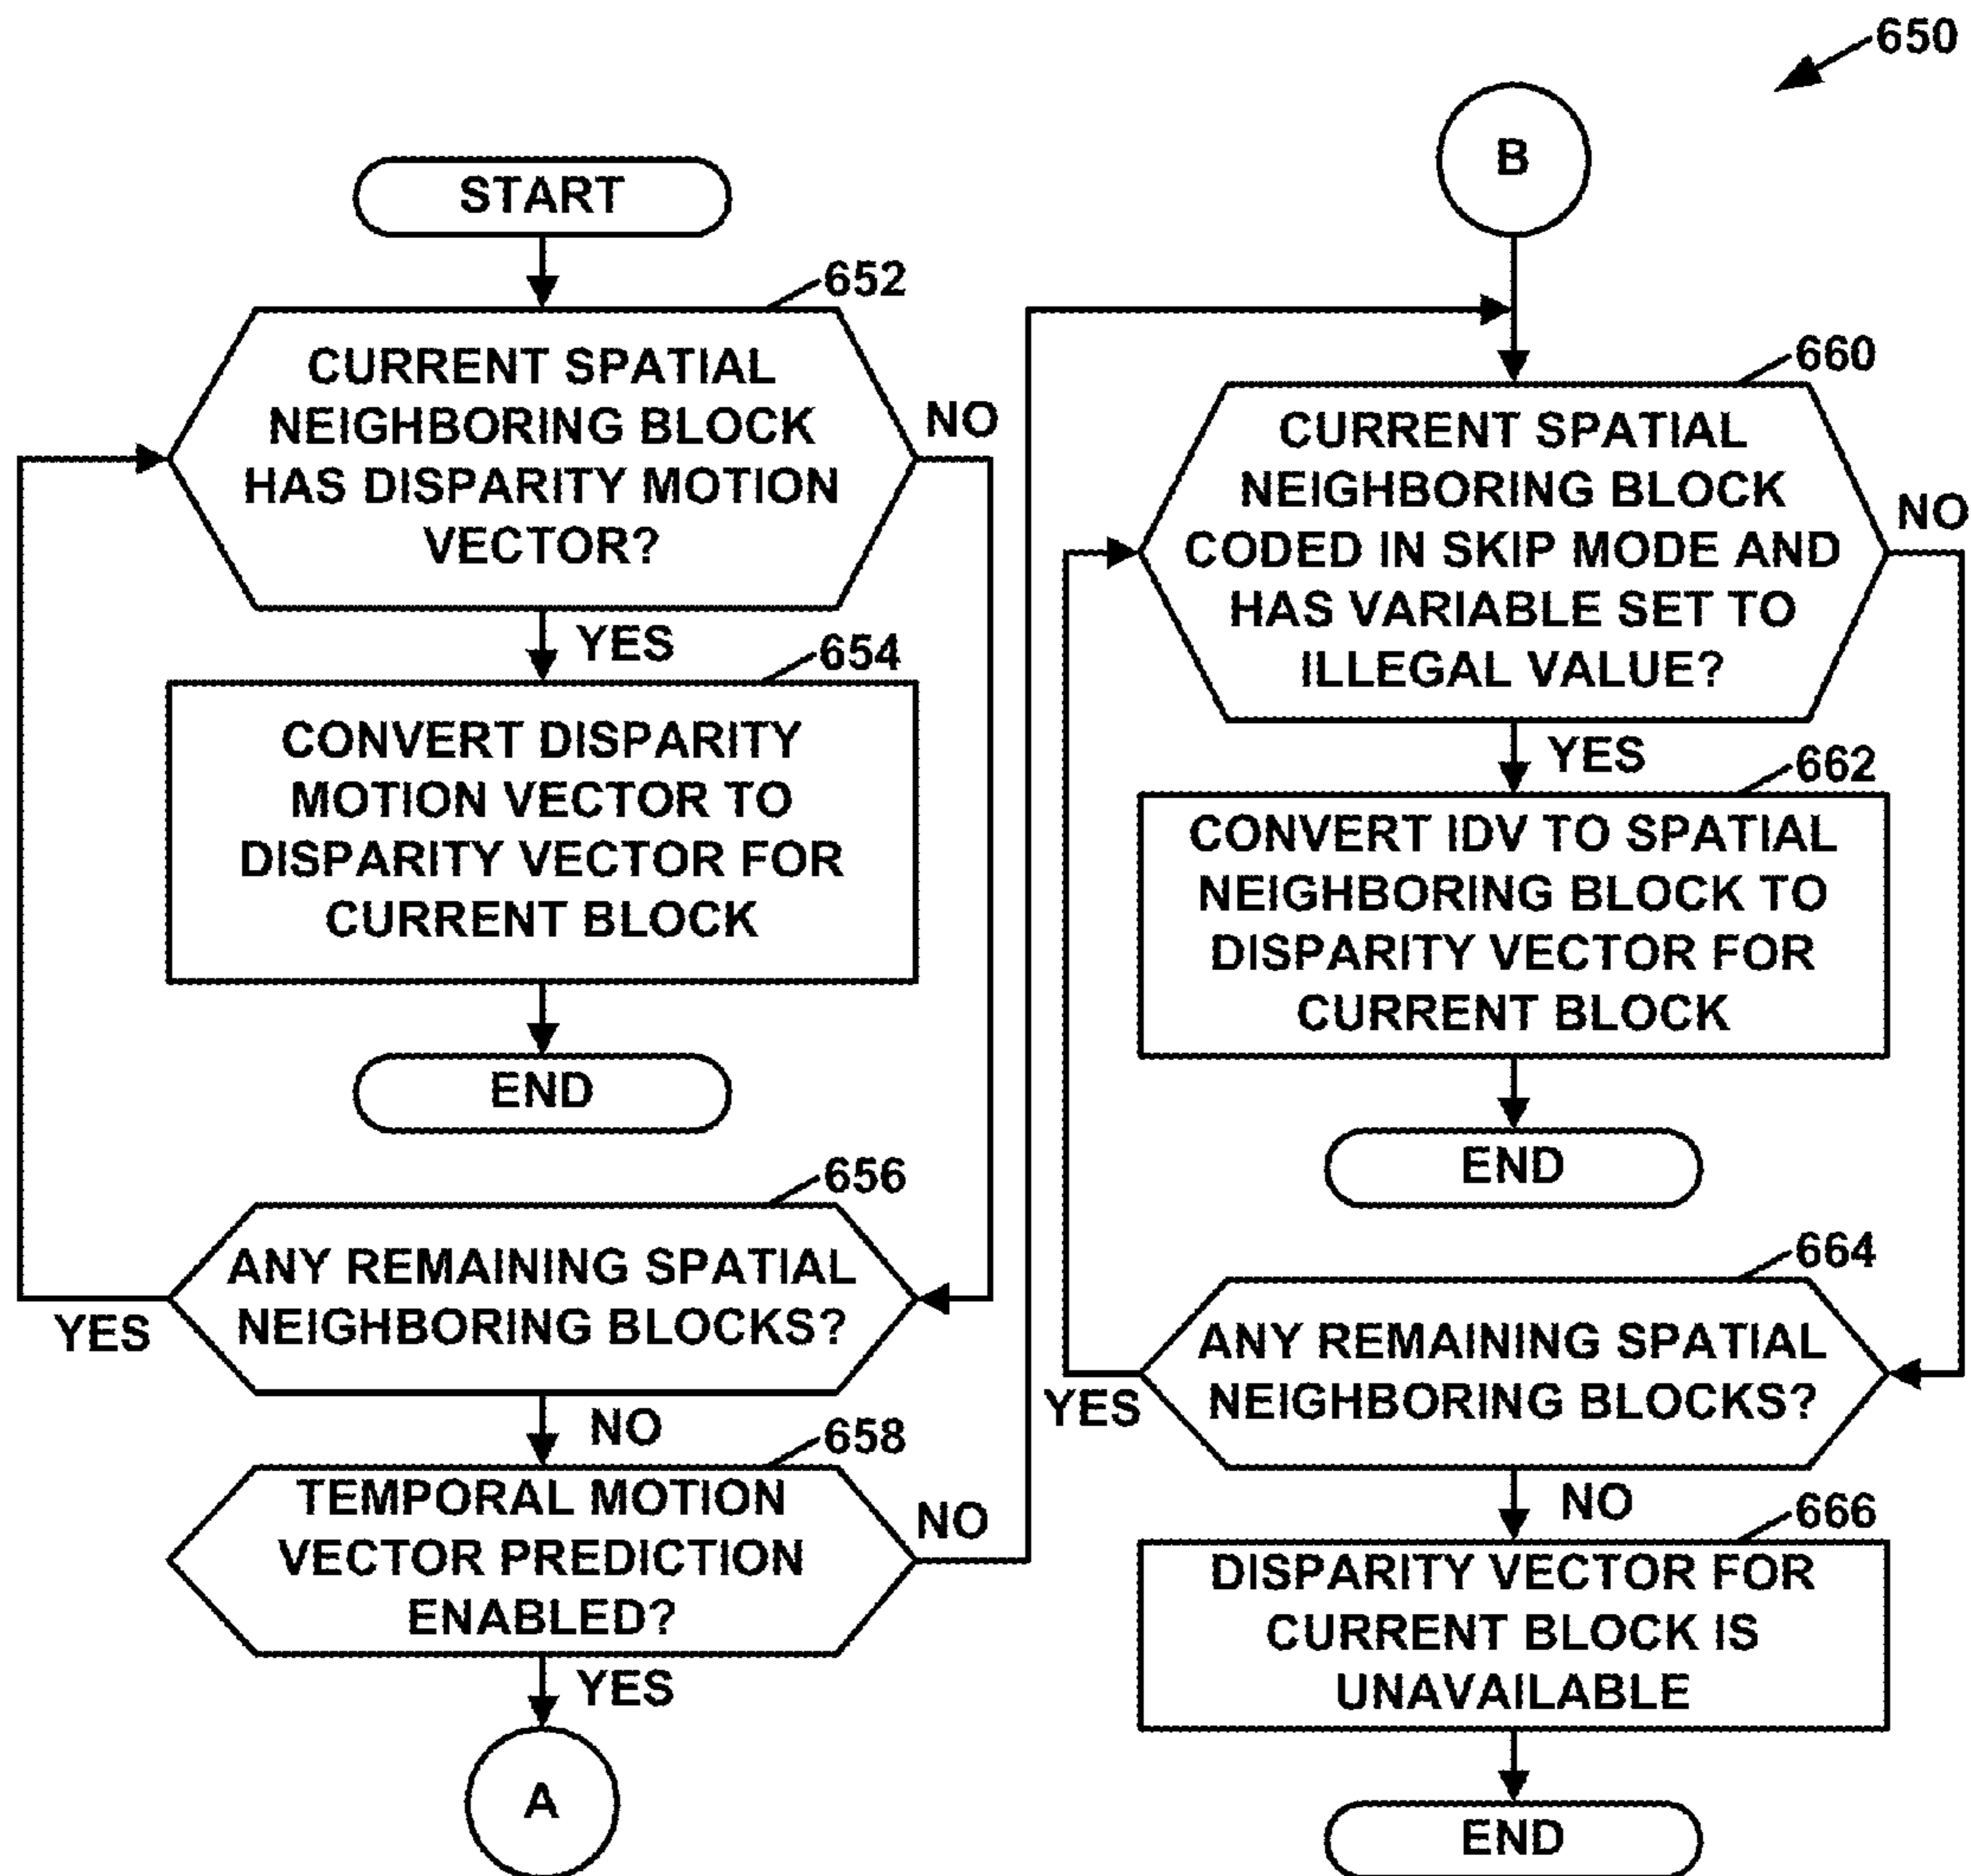 650
START
652
CURRENT SPATIAL
NEIGHBORING BLOCK
HAS DISPARITY MOTION
VECTOR?
NO
YES
654
CONVERT DISPARITY
MOTION VECTOR TO
DISPARITY VECTOR FOR
CURRENT BLOCK
END
656
ANY REMAINING SPATIAL
NEIGHBORING BLOCKS?
YES
NO
658
TEMPORAL MOTION
VECTOR PREDICTION
ENABLED?
NO
YES
A
B
660
CURRENT SPATIAL
NEIGHBORING BLOCK
CODED IN SKIP MODE AND
HAS VARIABLE SET TO
ILLEGAL VALUE?
NO
YES
662
CONVERT IDV TO SPATIAL
NEIGHBORING BLOCK TO
DISPARITY VECTOR FOR
CURRENT BLOCK
END
664
ANY REMAINING SPATIAL
NEIGHBORING BLOCKS?
YES
NO
666
DISPARITY VECTOR FOR
CURRENT BLOCK IS
UNAVAILABLE
END